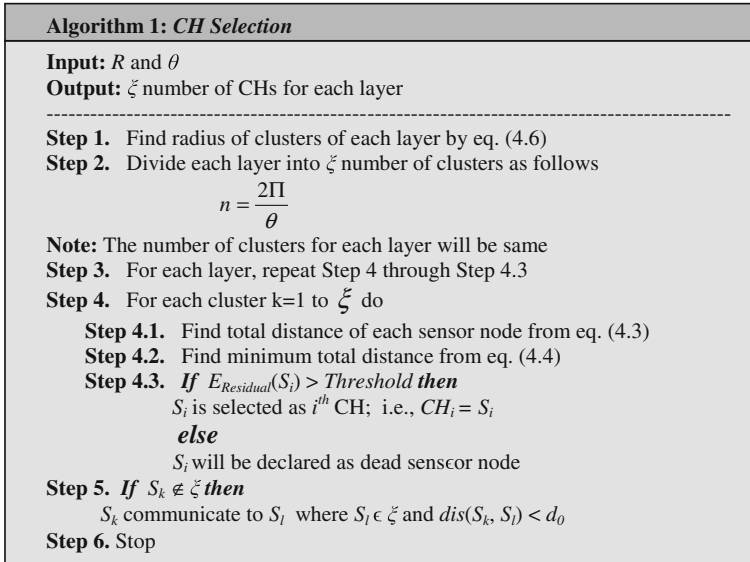 Algorithm 1: CH Selection
Input: R and θ
Output: ξ number of CHs for each layer
--------------------------------------------------------------------------------------------
Step 1. Find radius of clusters of each layer by eq. (4.6)
Step 2. Divide each layer into ξ number of clusters as follows
n = 2Π / θ
Note: The number of clusters for each layer will be same
Step 3. For each layer, repeat Step 4 through Step 4.3
Step 4. For each cluster k=1 to ξ do
Step 4.1. Find total distance of each sensor node from eq. (4.3)
Step 4.2. Find minimum total distance from eq. (4.4)
Step 4.3. If E_Residual(S_i) > Threshold then
S_i is selected as i^th CH; i.e., CH_i = S_i
else
S_i will be declared as dead sensєor node
Step 5. If S_k ∉ ξ then
S_k communicate to S_l where S_l ϵ ξ and dis(S_k, S_l) < d_0
Step 6. Stop